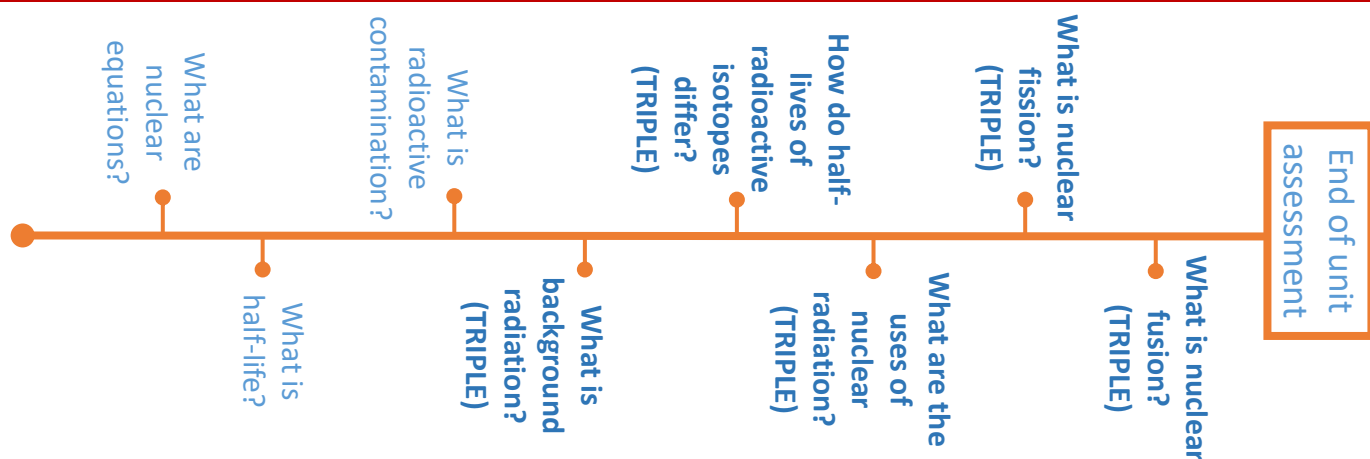 What are
nuclear
equations?
What is
half-life?
What is
radioactive
contamination?
What is
background
radiation?
(TRIPLE)
How do half-
lives of
radioactive
isotopes
differ?
(TRIPLE)
What are the
uses of
nuclear
radiation?
(TRIPLE)
What is nuclear
fission?
(TRIPLE)
What is nuclear
fusion?
(TRIPLE)
End of unit
assessment